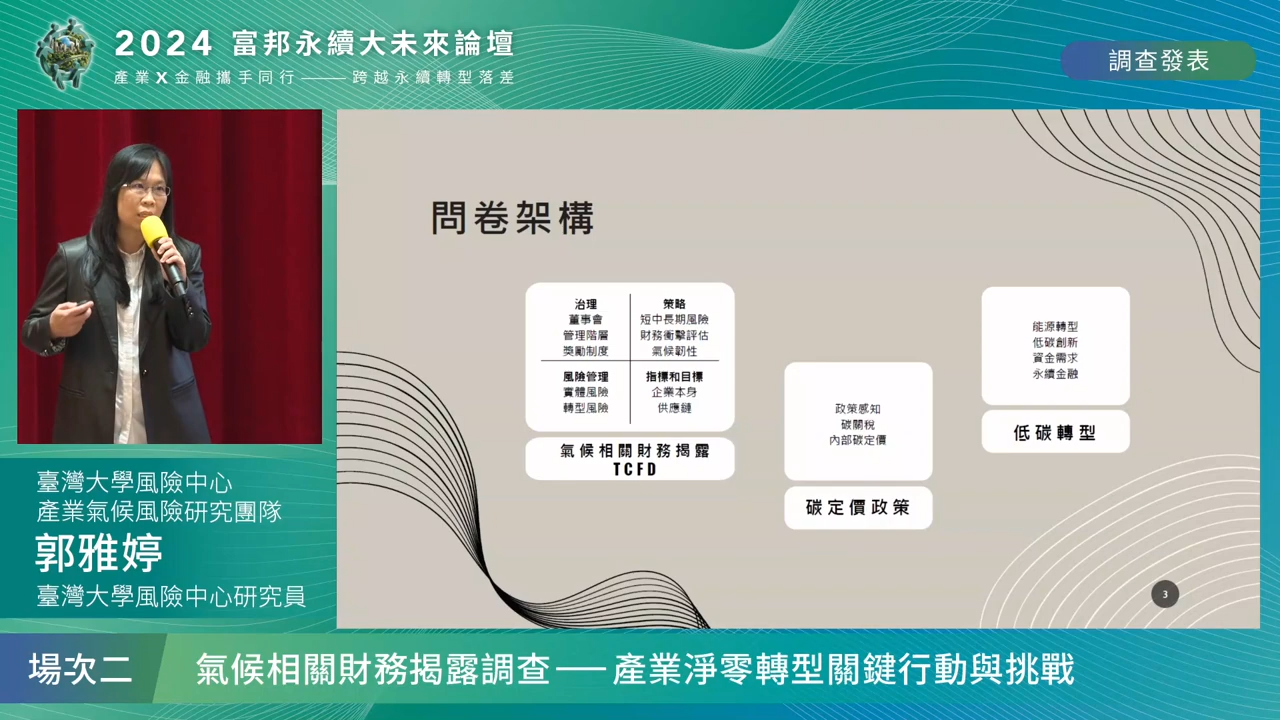 2024 富邦永續大未來論壇
產業X金融攜手同行——跨越永續轉型落差
調查發表
問卷架構
治理
董事會
管理階層
獎勵制度
策略
短中長期風險
財務衝擊評估
氣候韌性
風險管理
實體風險
轉型風險
指標和目標
企業本身
供應鏈
氣候相關財務揭露
TCFD
政策感知
碳關稅
內部碳定價
碳定價政策
能源轉型
低碳創新
資金需求
永續金融
低碳轉型
3
臺灣大學風險中心
產業氣候風險研究團隊
郭雅婷
臺灣大學風險中心研究員
場次二
氣候相關財務揭露調查——產業淨零轉型關鍵行動與挑戰